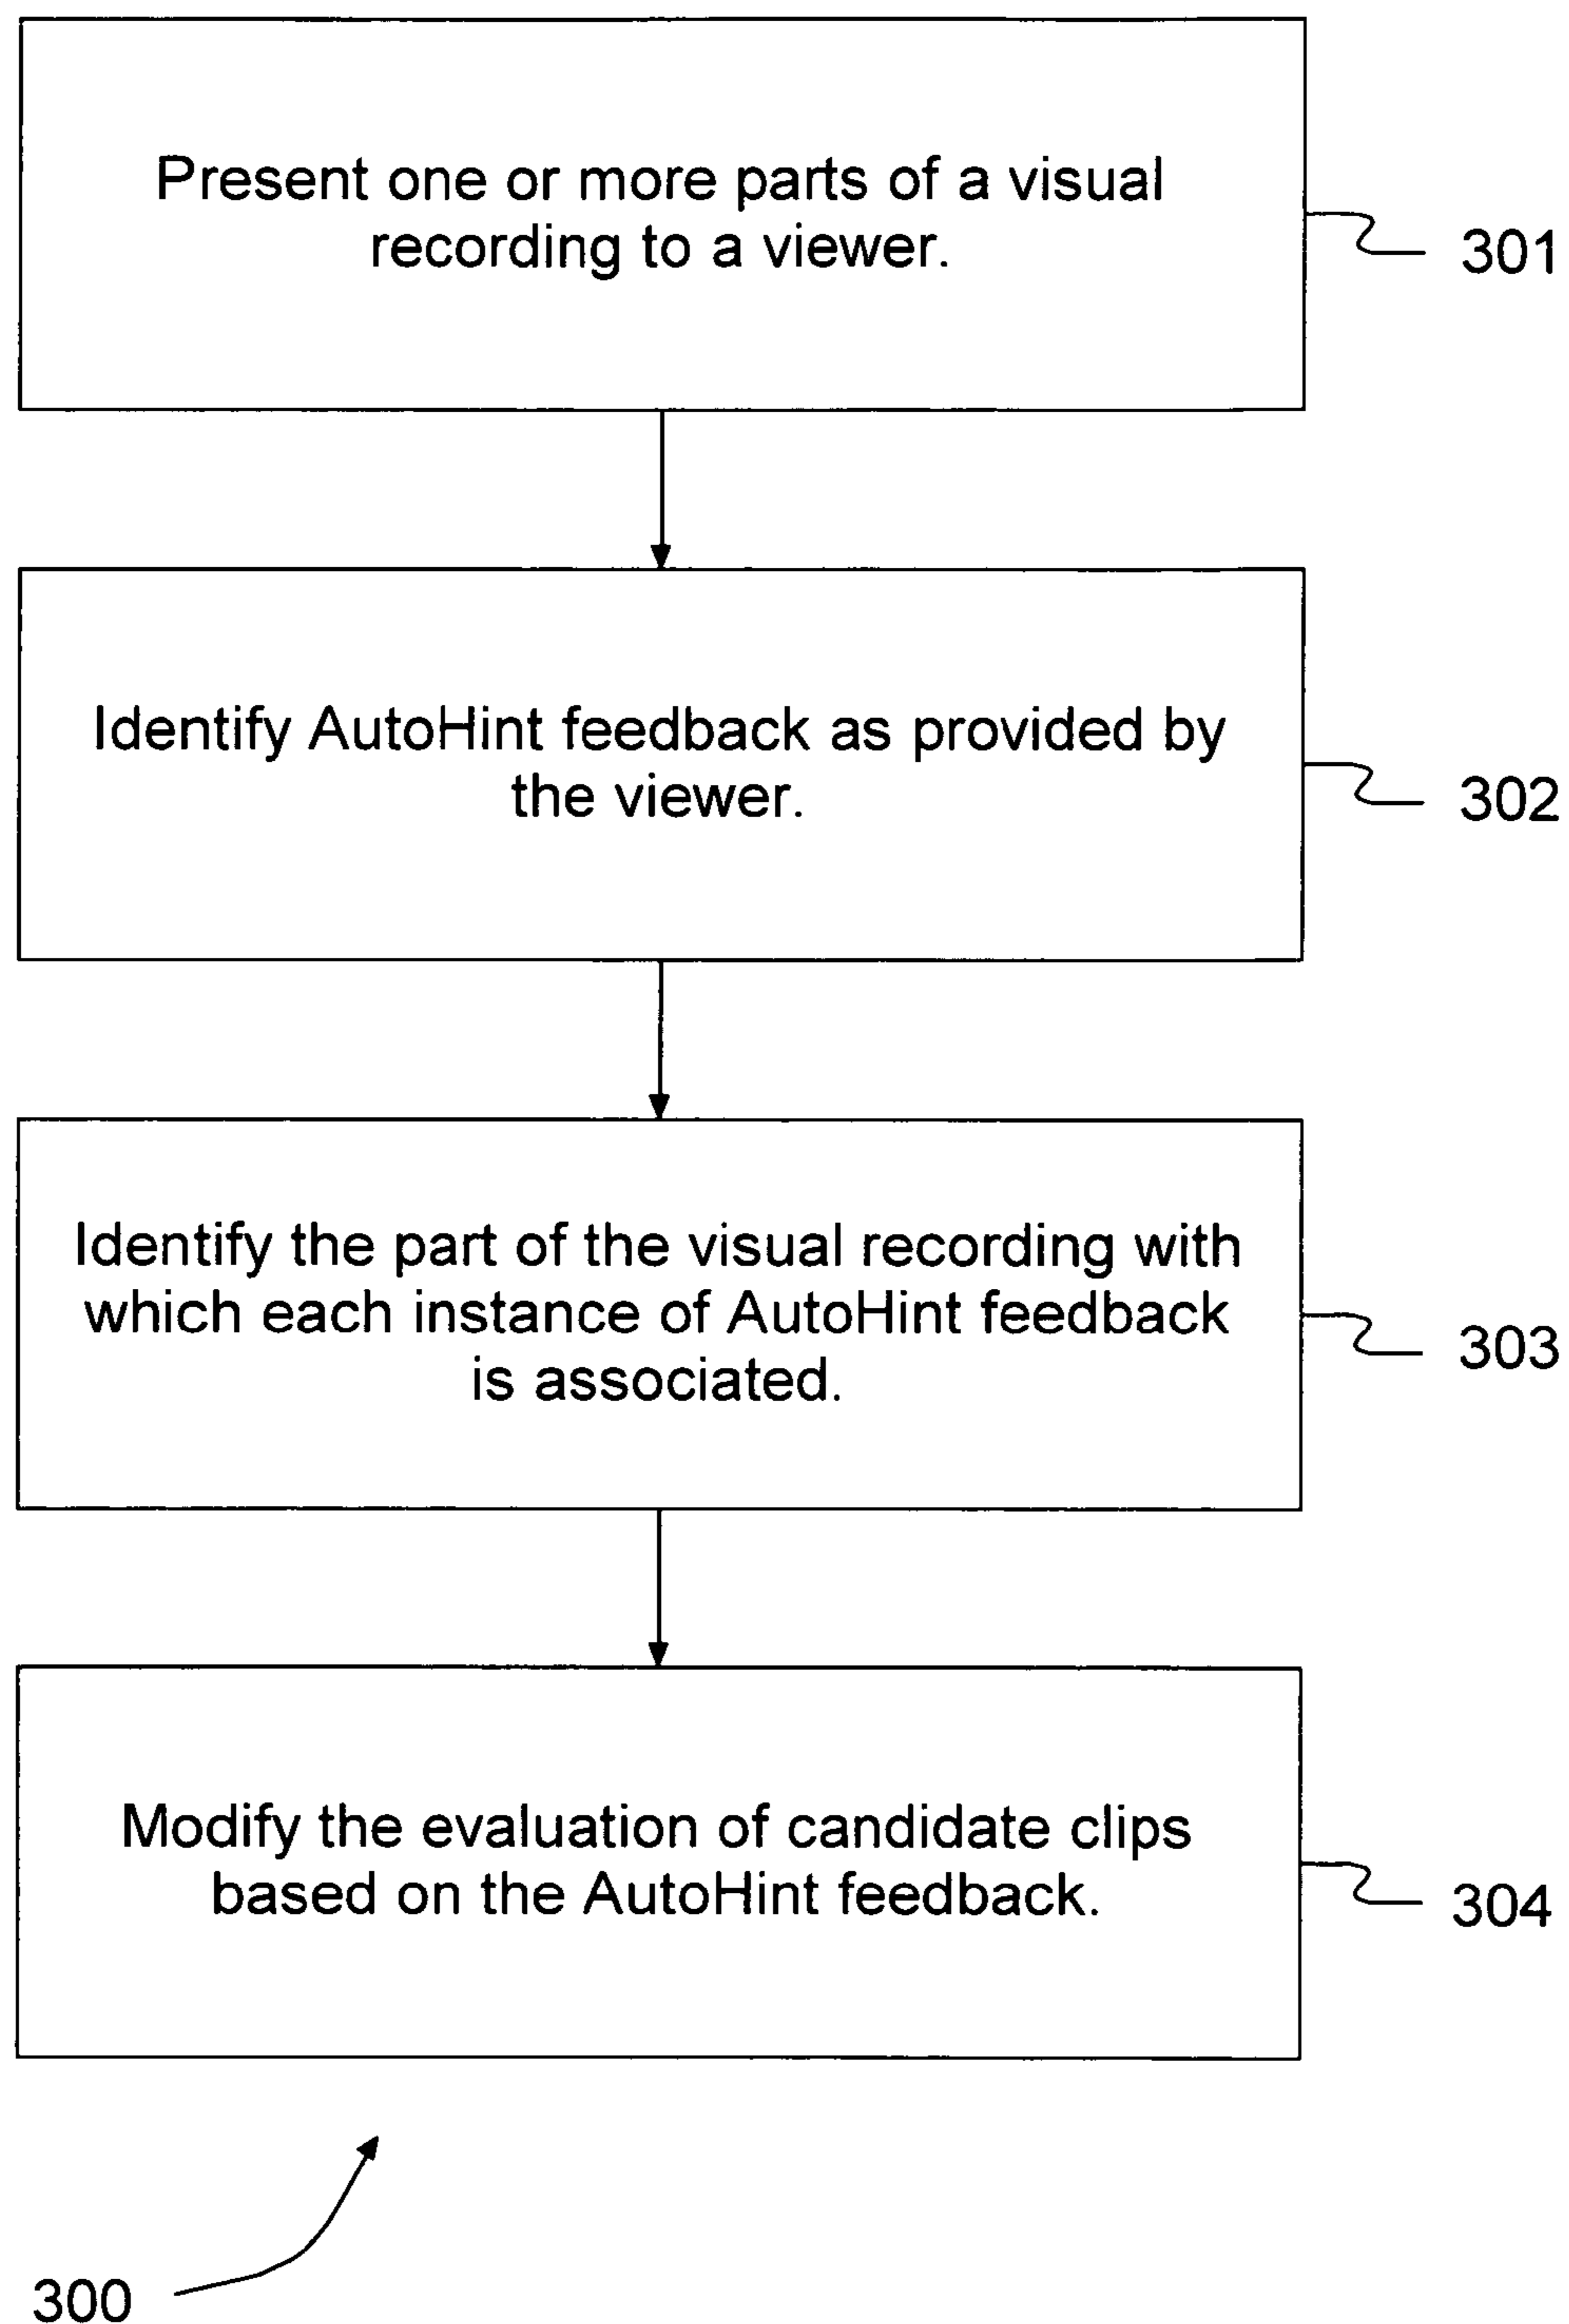 Present one or more parts of a visual
recording to a viewer.
301
Identify AutoHint feedback as provided by
the viewer.
302
Identify the part of the visual recording with
which each instance of AutoHint feedback
is associated.
303
Modify the evaluation of candidate clips
based on the AutoHint feedback.
304
300